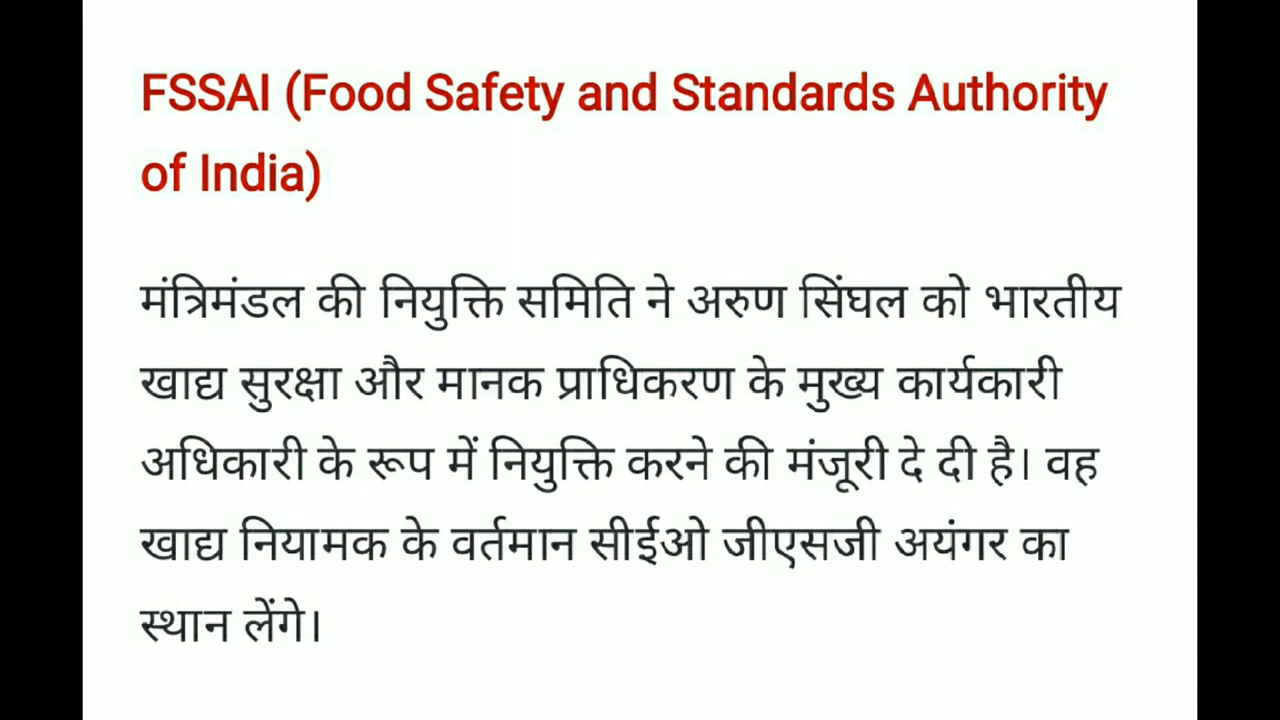 FSSAI (Food Safety and Standards Authority
of India)
मंत्रिमंडल की नियुक्ति समिति ने अरुण सिंघल को भारतीय
खाद्य सुरक्षा और मानक प्राधिकरण के मुख्य कार्यकारी
अधिकारी के रूप में नियुक्ति करने की मंजूरी दे दी है। वह
खाद्य नियामक के वर्तमान सीईओ जीएसजी अयंगर का
स्थान लेंगे।